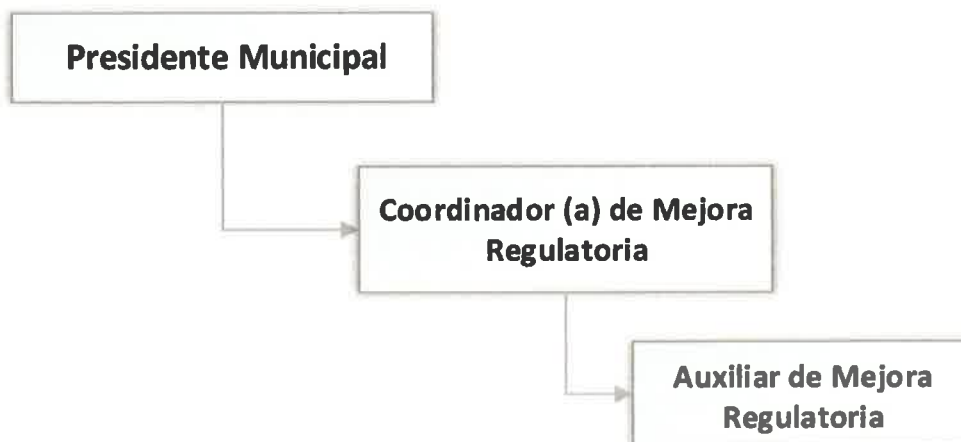 Presidente Municipal
Coordinador (a) de Mejora
Regulatoria
Auxiliar de Mejora
Regulatoria